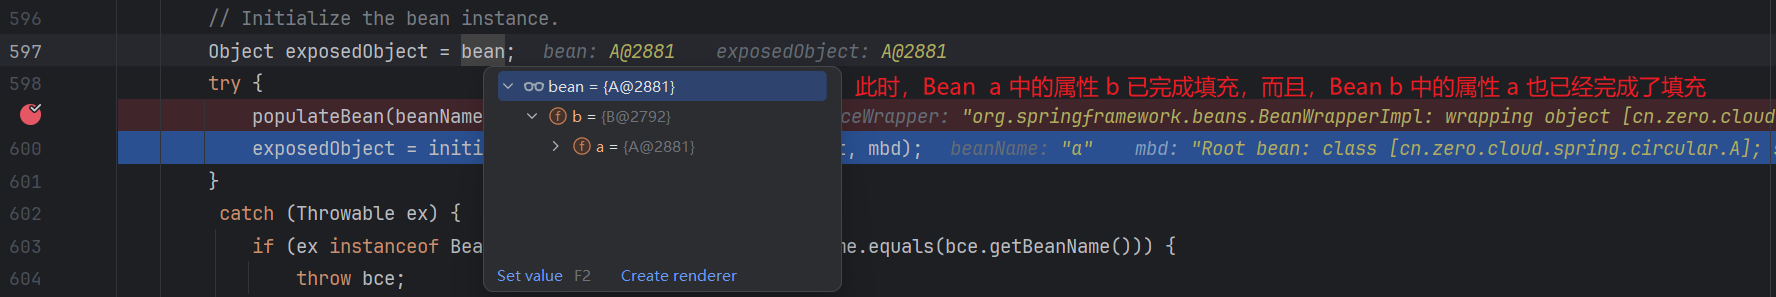 596 // Initialize the bean instance.
597 Object exposedObject = bean; bean: A@2881 exposedObject: A@2881
598 try {
bean = {A@2881}
此时，Bean a 中的属性 b 已完成填充，而且，Bean b 中的属性 a 也已经完成了填充
populateBean(beanName ceWrapper: "org.springframework.beans.BeanWrapperImpl: wrapping object [cn.zero.cloud
b = {B@2792}
600 exposedObject = initi t, mbd); beanName: "a" mbd: "Root bean: class [cn.zero.cloud.spring.circular.A];
a = {A@2881}
601 }
602 catch (Throwable ex) {
603 if (ex instanceof Bea me.equals(bce.getBeanName())) {
604 throw bce;
Set value F2 Create renderer